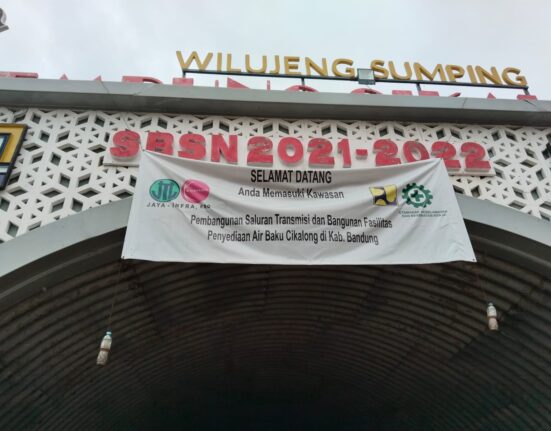 WILUJENG SUMPING
SBSN 2021-2022
SELAMAT DATANG
Anda Memasuki Kawasan
JAYA - INFRA, KSO
Pembangunan Saluran Transmisi dan Bangunan Fasilitas
Penyediaan Air Baku Cikalong di Kab. Bandung